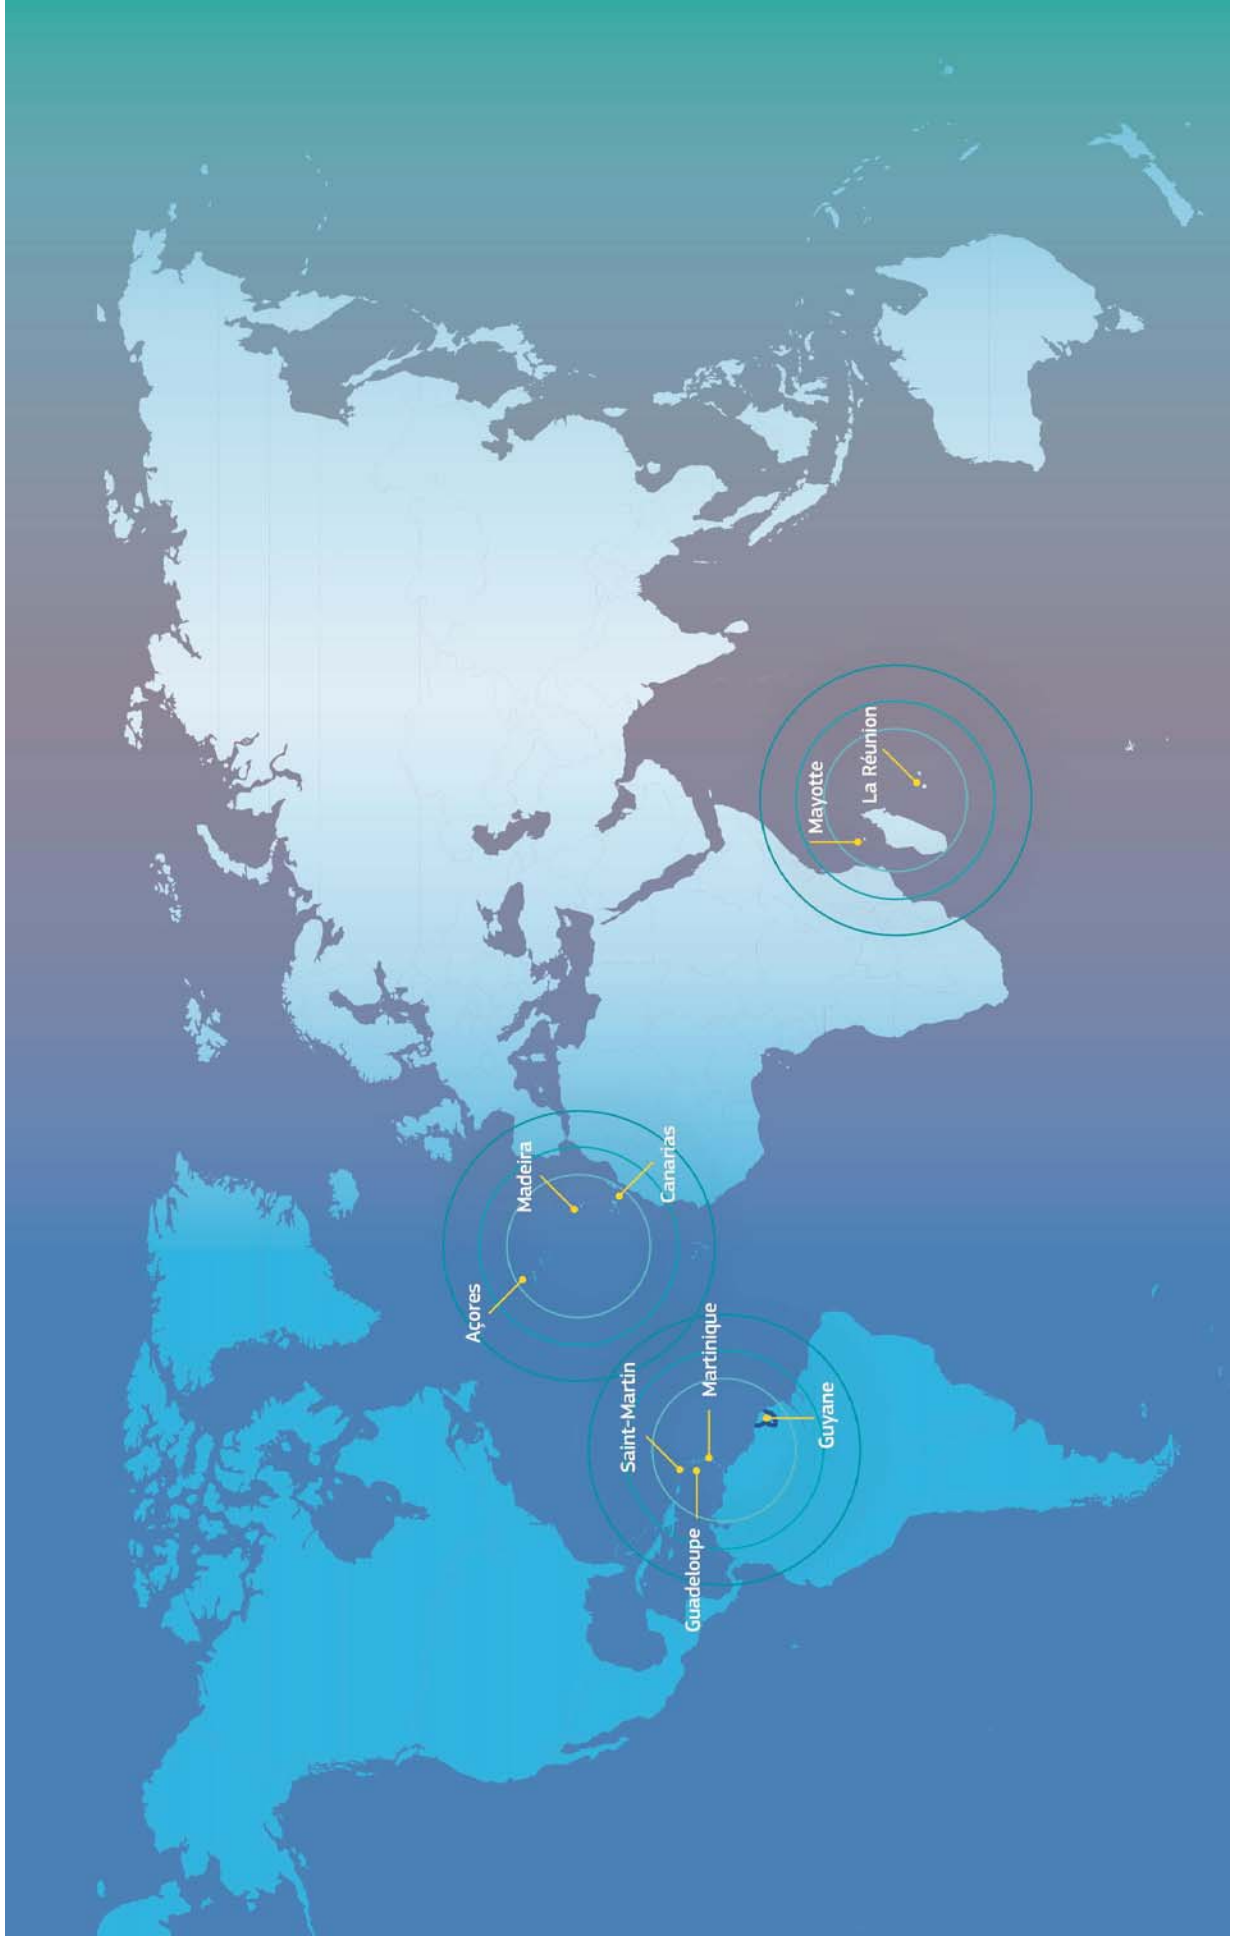 Açores
Madeira
Canarias
Saint-Martin
Martinique
Guadeloupe
Guyane
Mayotte
La Réunion